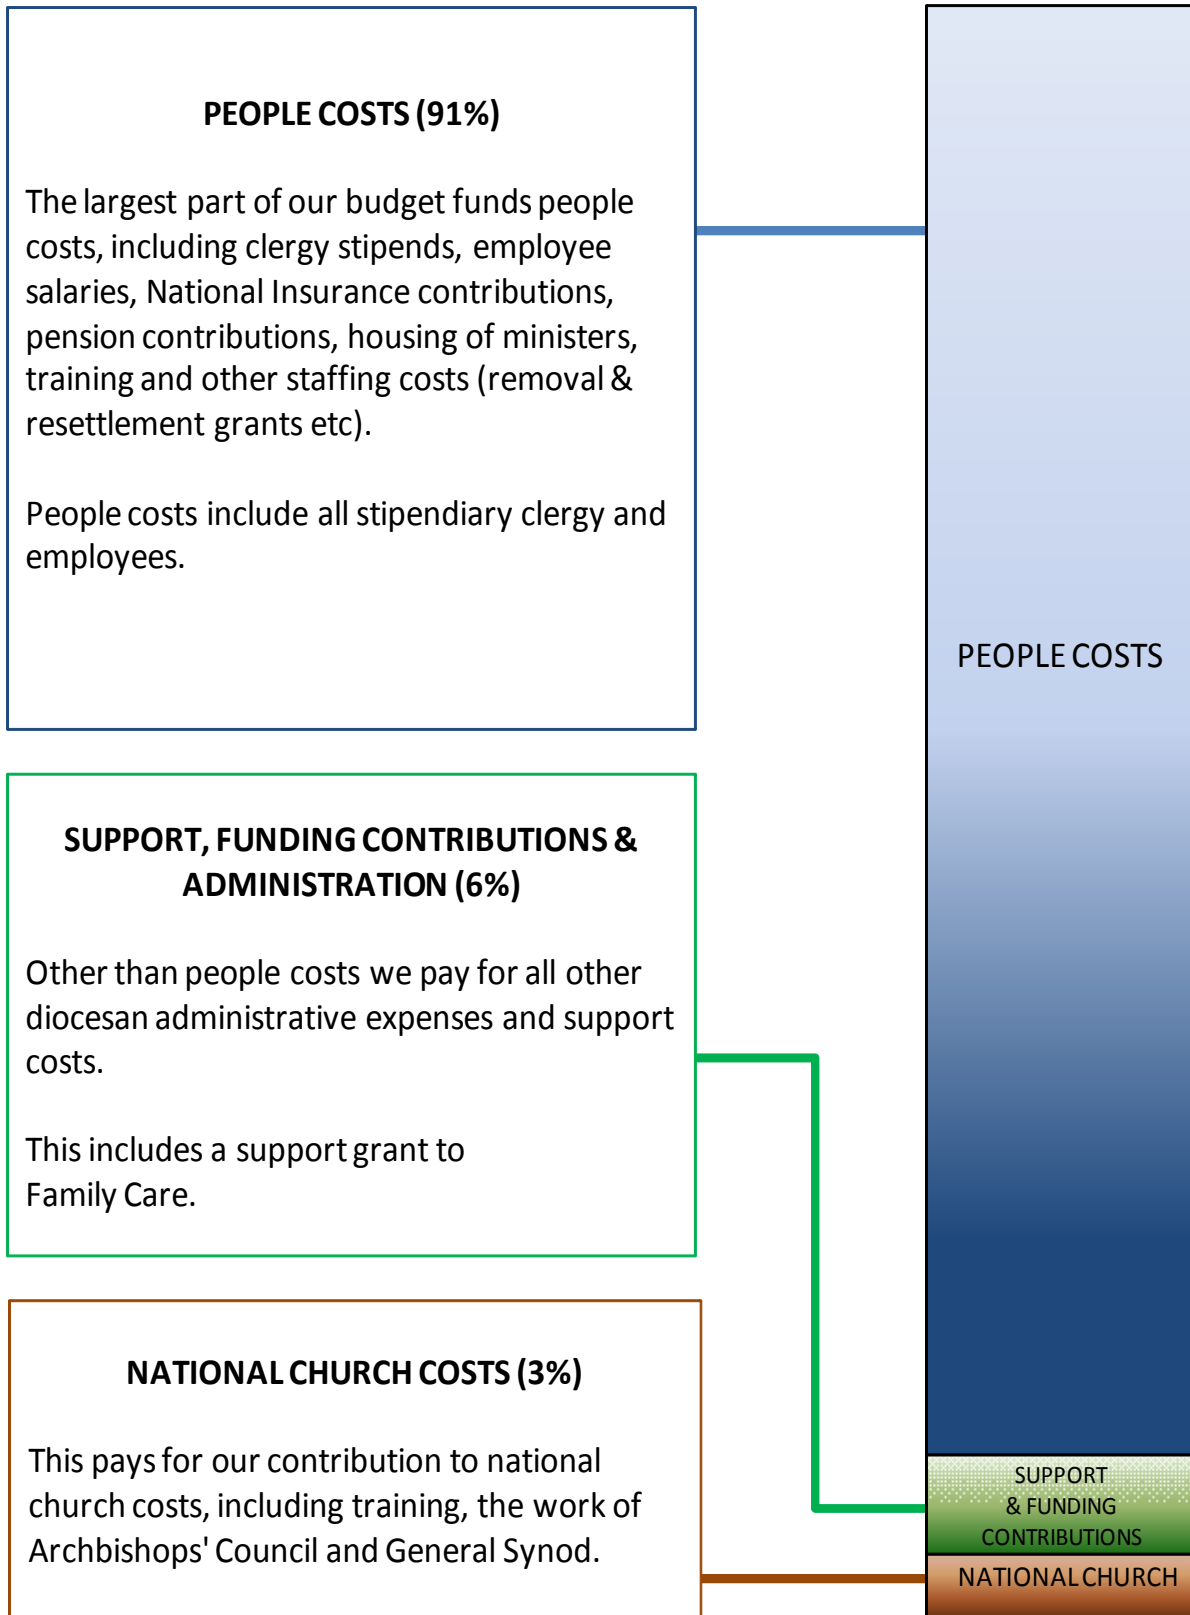 PEOPLE COSTS (91%)
The largest part of our budget funds people
costs, including clergy stipends, employee
salaries, National Insurance contributions,
pension contributions, housing of ministers,
training and other staffing costs (removal &
resettlement grants etc).
People costs include all stipendiary clergy and
employees.
PEOPLE COSTS
SUPPORT, FUNDING CONTRIBUTIONS &
ADMINISTRATION (6%)
Other than people costs we pay for all other
diocesan administrative expenses and support
costs.
This includes a support grant to
Family Care.
NATIONAL CHURCH COSTS (3%)
This pays for our contribution to national
church costs, including training, the work of
Archbishops' Council and General Synod.
SUPPORT
& FUNDING
CONTRIBUTIONS
NATIONAL CHURCH